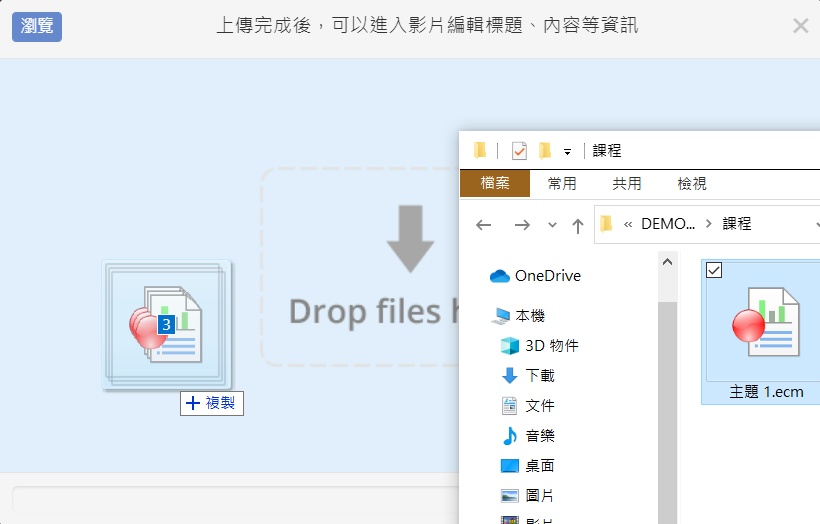 瀏覽
上傳完成後，可以進入影片編輯標題、內容等資訊
課程
檔案 常用 共用 檢視
« DEMO... > 課程
Drop files
OneDrive
本機
3D 物件
下載
文件
音樂
桌面
圖片
影片
3
複製
主題 1.ecm